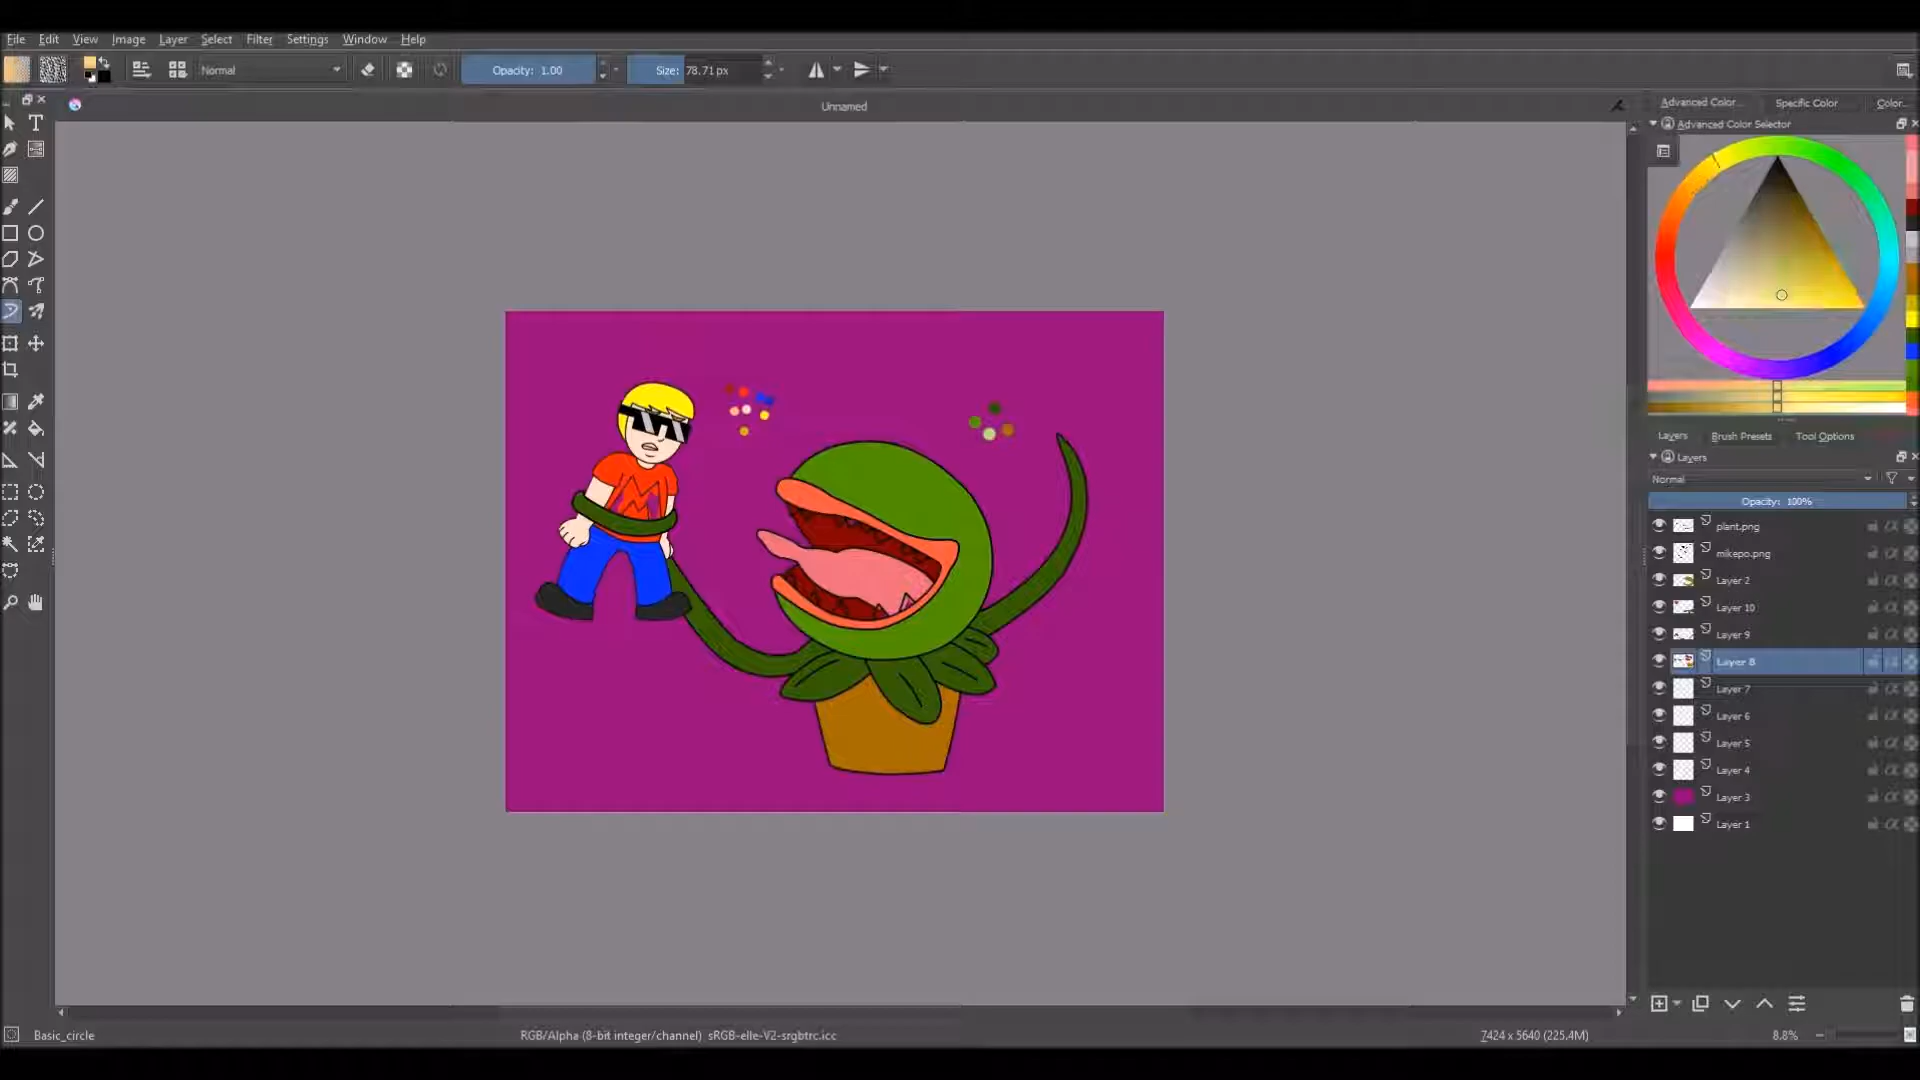 File Edit View Image Layer Select Filter Settings Window Help
Normal Opacity: 1.00 Size: 78.71 px
Unnamed
Advanced Color... Specific Color Color...
Advanced Color Selector
Layers Brush Presets Tool Options
Layers
Normal
Opacity: 100%
plant.png
mikepo.png
Layer 2
Layer 10
Layer 9
Layer 8
Layer 7
Layer 6
Layer 5
Layer 4
Layer 3
Layer 1
Basic_circle RGB/Alpha (8-bit integer/channel) sRGB-elle-V2-srgbtrc.icc 7424 x 5640 (225.4M) 8.8%